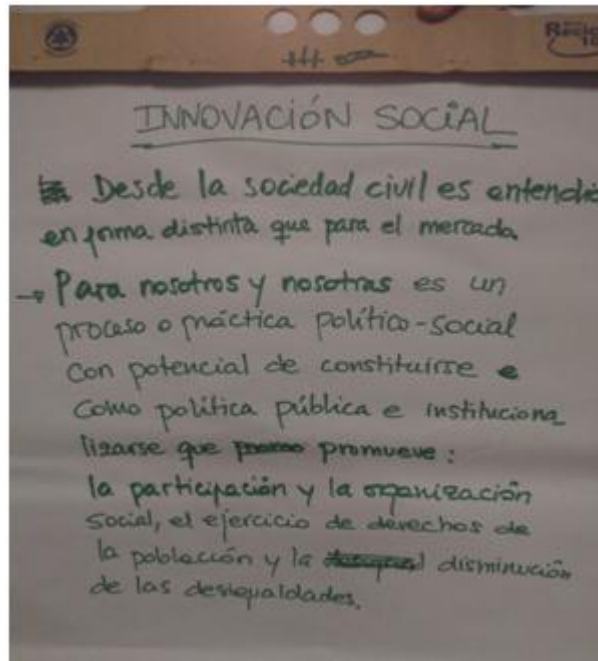 INNOVACIÓN SOCIAL
Desde la sociedad civil es entendi
en forma distinta que para el mercado.
→ Para nosotros y nosotras es un
proceso o práctica político-social
con potencial de constituirse e
como política pública e instituciona
lizarse que promueve:
la participación y la organización
social, el ejercicio de derechos de
la población y la disminución
de las desigualdades.